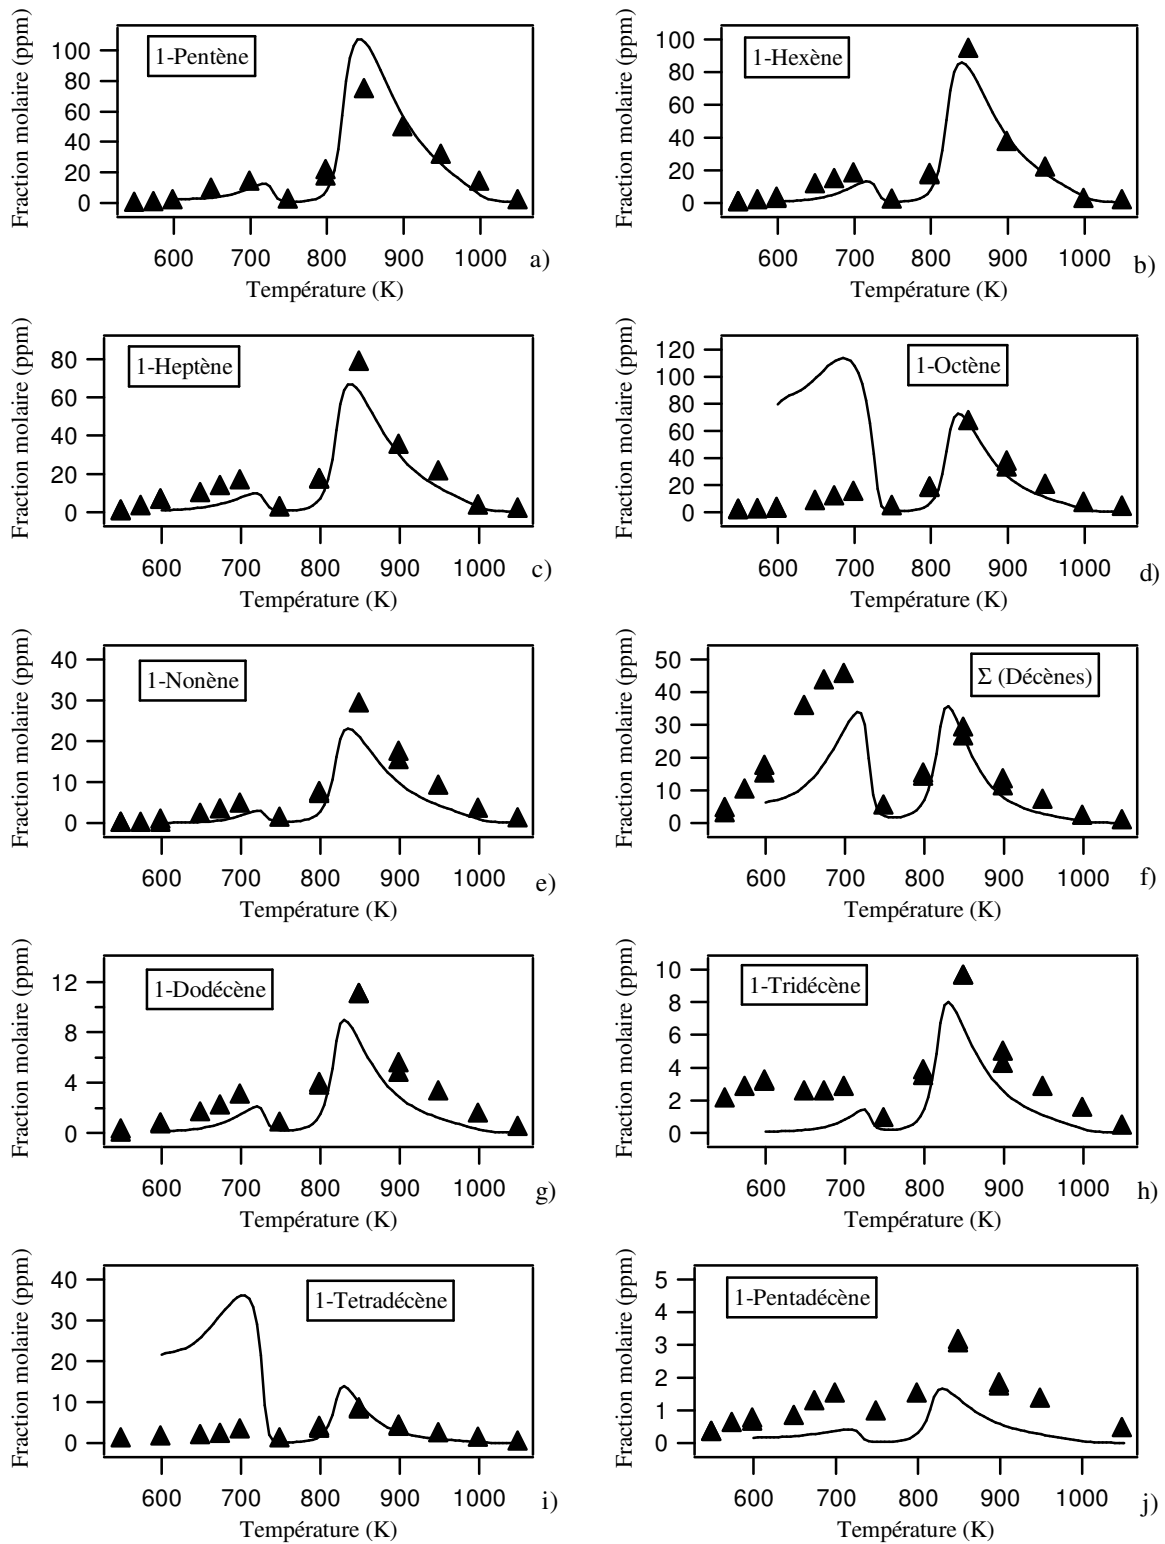 1-Pentène
Fraction molaire (ppm)
100
80
60
40
20
0
600 700 800 900 1000
Température (K)
a)
1-Hexène
Fraction molaire (ppm)
100
80
60
40
20
0
600 700 800 900 1000
Température (K)
b)
1-Heptène
Fraction molaire (ppm)
80
60
40
20
0
600 700 800 900 1000
Température (K)
c)
1-Octène
Fraction molaire (ppm)
120
100
80
60
40
20
0
600 700 800 900 1000
Température (K)
d)
1-Nonène
Fraction molaire (ppm)
40
30
20
10
0
600 700 800 900 1000
Température (K)
e)
Σ (Décènes)
Fraction molaire (ppm)
50
40
30
20
10
0
600 700 800 900 1000
Température (K)
f)
1-Dodécène
Fraction molaire (ppm)
12
8
4
0
600 700 800 900 1000
Température (K)
g)
1-Tridécène
Fraction molaire (ppm)
10
8
6
4
2
0
600 700 800 900 1000
Température (K)
h)
1-Tetradécène
Fraction molaire (ppm)
40
30
20
10
0
600 700 800 900 1000
Température (K)
i)
1-Pentadécène
Fraction molaire (ppm)
5
4
3
2
1
0
600 700 800 900 1000
Température (K)
j)